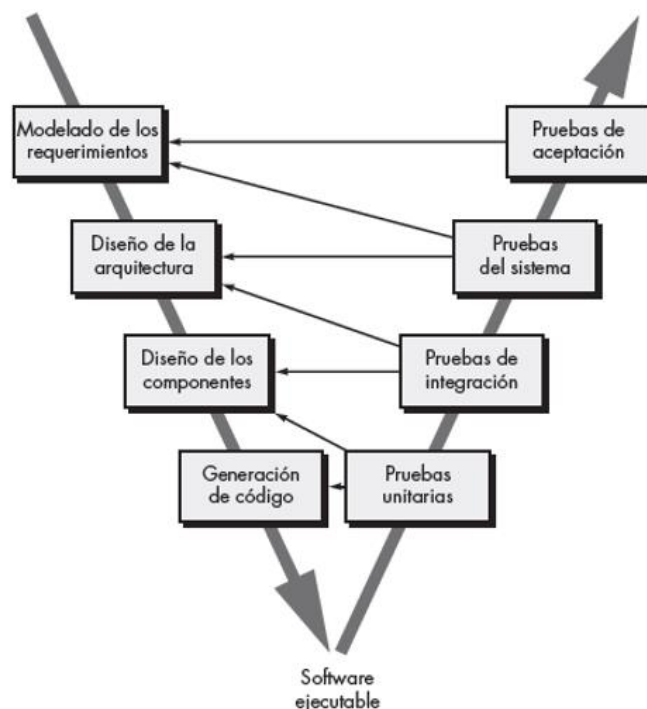 Modelado de los
requerimientos
Pruebas de
aceptación
Diseño de la
arquitectura
Pruebas
del sistema
Diseño de los
componentes
Pruebas de
integración
Generación
de código
Pruebas
unitarias
Software
ejecutable